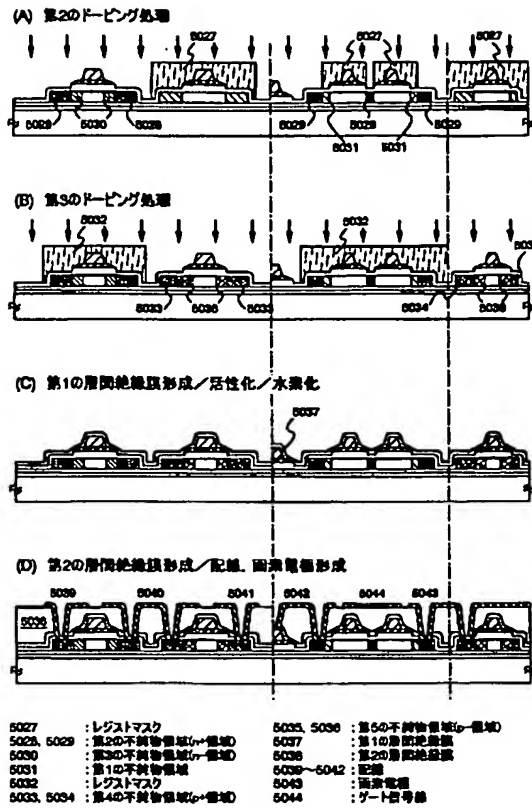 (A) 第2のドーピング処理
5027 5027 5027
5028 5030 5028 5029 5029 5029
5031 5031
(B) 第3のドーピング処理
5032 5032
5033 5036 5033 5034 5036
(C) 第1の層間絶縁膜形成/活性化/水素化
5037
(D) 第2の層間絶縁膜形成/配線、画素電極形成
5039 5040 5041 5042 5044 5043
5038
5027 :レジストマスク
5028, 5029 :第2の不純物領域(n+領域)
5030 :第3の不純物領域(n-領域)
5031 :第1の不純物領域
5032 :レジストマスク
5033, 5034 :第4の不純物領域(p+領域)
5035, 5036 :第5の不純物領域(p-領域)
5037 :第1の層間絶縁膜
5038 :第2の層間絶縁膜
5039~5042 :配線
5043 :画素電極
5044 :ゲート信号線